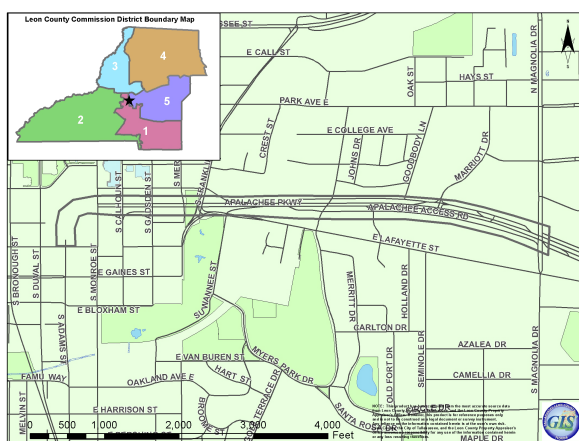 Leon County Commission District Boundary Map
3
4
5
2
1
SSEE ST
E CALL ST
OAK ST
HAYS ST
N MAGNOLIA DR
PARK AVE E
CREST ST
E COLLEGE AVE
JOHNS DR
GOODBODY LN
MARRIOTT DR
S MER
S FRANKLI
S CALHOUN ST
S GADSDEN ST
APALACHEE PKWY
APALACHEE ACCESS RD
E LAFAYETTE ST
S BRONOUGH ST
S DUVAL ST
S MONROE ST
E GAINES ST
SUWANNEE ST
MERRITT DR
HOLLAND DR
E BLOXHAM ST
S ADAMS ST
CARLTON DR
SEMINOLE DR
S MAGNOLIA DR
AZALEA DR
E VAN BUREN ST
MYERS PARK DR
FAMU WAY
OAKLAND AVE E
HART ST
OLD FORT DR
CAMELLIA DR
MELVIN ST
E HARRISON ST
SANTA RO
MAPLE DR
0 500 1,000 2,000 3,000 4,000
Feet
GIS